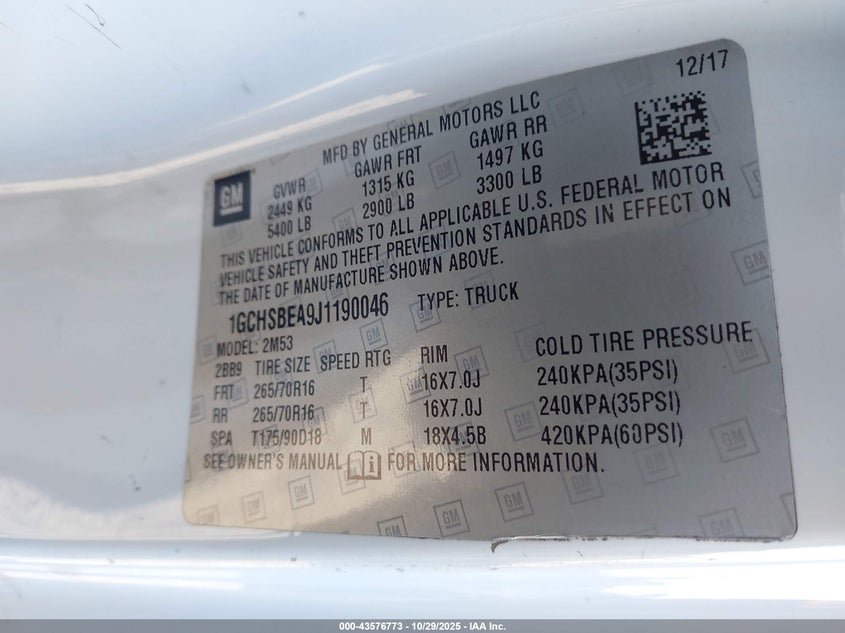 12/17
MFD BY GENERAL MOTORS LLC
GM
GVWR GAWR FRT GAWR RR
2449 KG 1315 KG 1497 KG
5400 LB 2900 LB 3300 LB
THIS VEHICLE CONFORMS TO ALL APPLICABLE U.S. FEDERAL MOTOR
VEHICLE SAFETY AND THEFT PREVENTION STANDARDS IN EFFECT ON
THE DATE OF MANUFACTURE SHOWN ABOVE.
1GCHSBEA9J1190046 TYPE: TRUCK
MODEL: 2M53
2BB9 TIRE SIZE SPEED RTG RIM COLD TIRE PRESSURE
FRT 265/70R16 T 16X7.0J 240KPA(35PSI)
RR 265/70R16 T 16X7.0J 240KPA(35PSI)
SPA T175/90D18 M 18X4.5B 420KPA(60PSI)
SEE OWNER'S MANUAL FOR MORE INFORMATION.
000-43576773 - 10/29/2025 - IAA Inc.